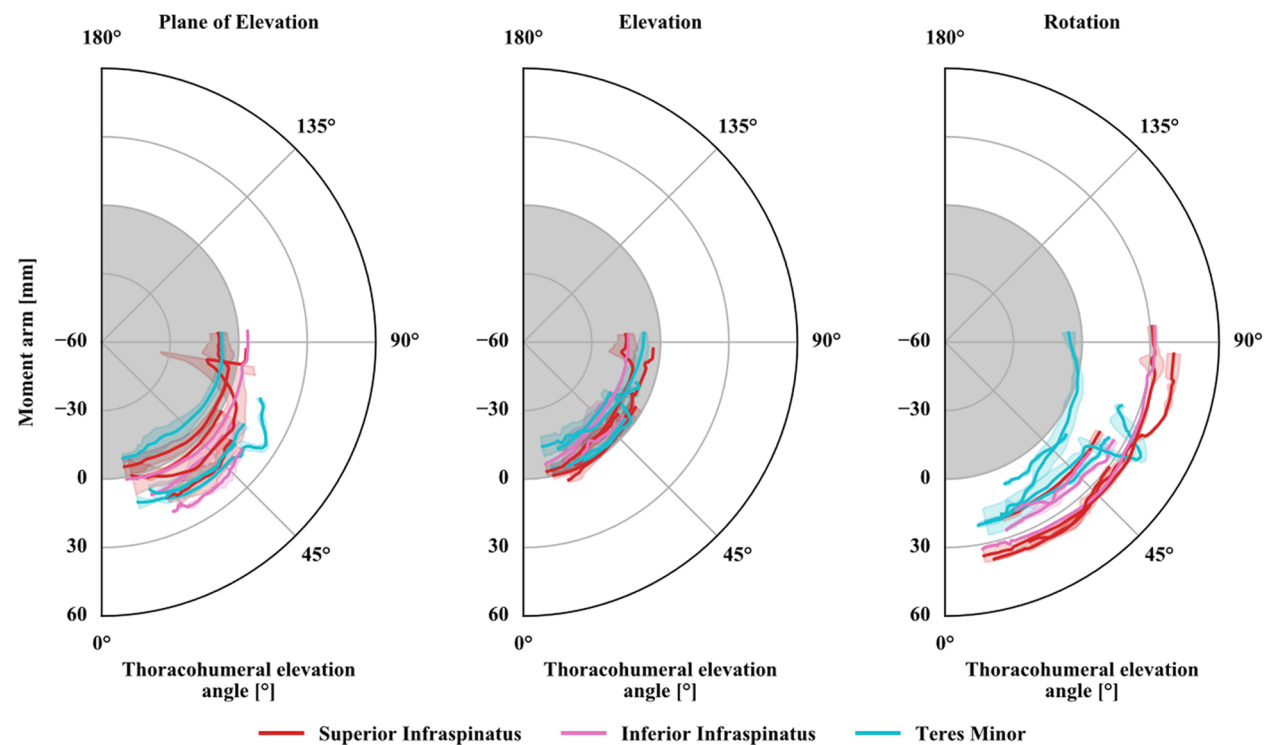 Plane of Elevation
Elevation
Rotation
180°
180°
180°
135°
135°
135°
Moment arm [mm]
−60
90°
−60
90°
−60
90°
−30
−30
−30
0
0
0
30
45°
30
45°
30
45°
60
60
60
0°
0°
0°
Thoracohumeral elevation
angle [°]
Thoracohumeral elevation
angle [°]
Thoracohumeral elevation
angle [°]
Superior Infraspinatus
Inferior Infraspinatus
Teres Minor